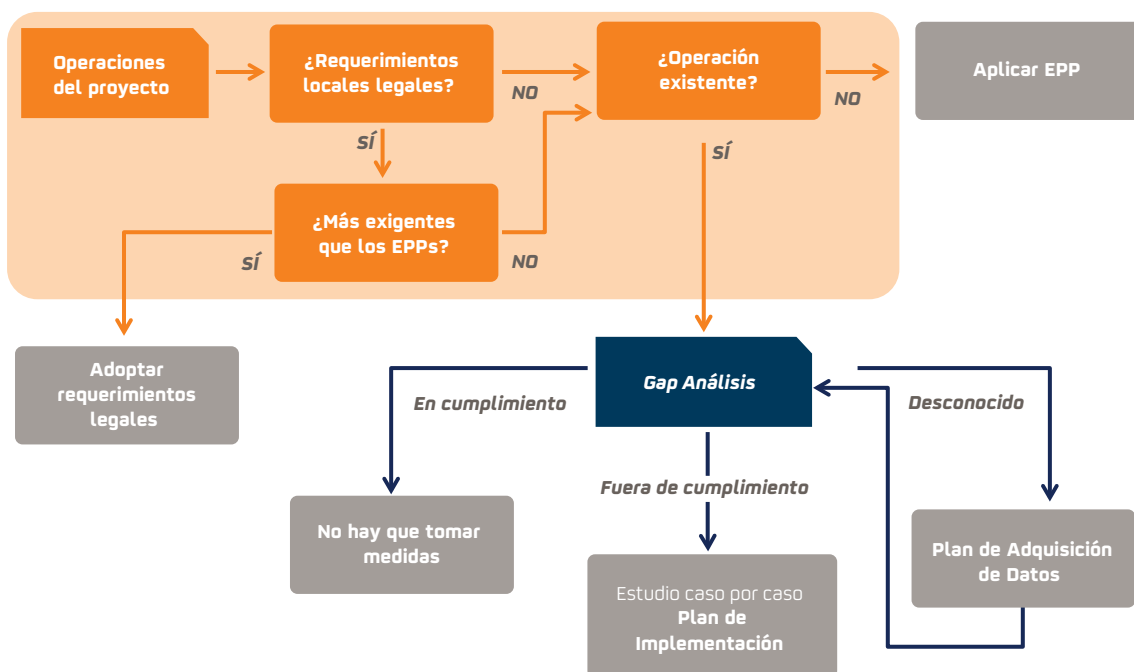 Operaciones
del proyecto
¿Requerimientos
locales legales?
NO
¿Operación
existente?
NO
Aplicar EPP
SÍ
SÍ
¿Más exigentes
que los EPPs?
SÍ
NO
Adoptar
requerimientos
legales
Gap Análisis
En cumplimiento
Desconocido
Fuera de cumplimiento
No hay que tomar
medidas
Plan de Adquisición
de Datos
Estudio caso por caso
Plan de
Implementación